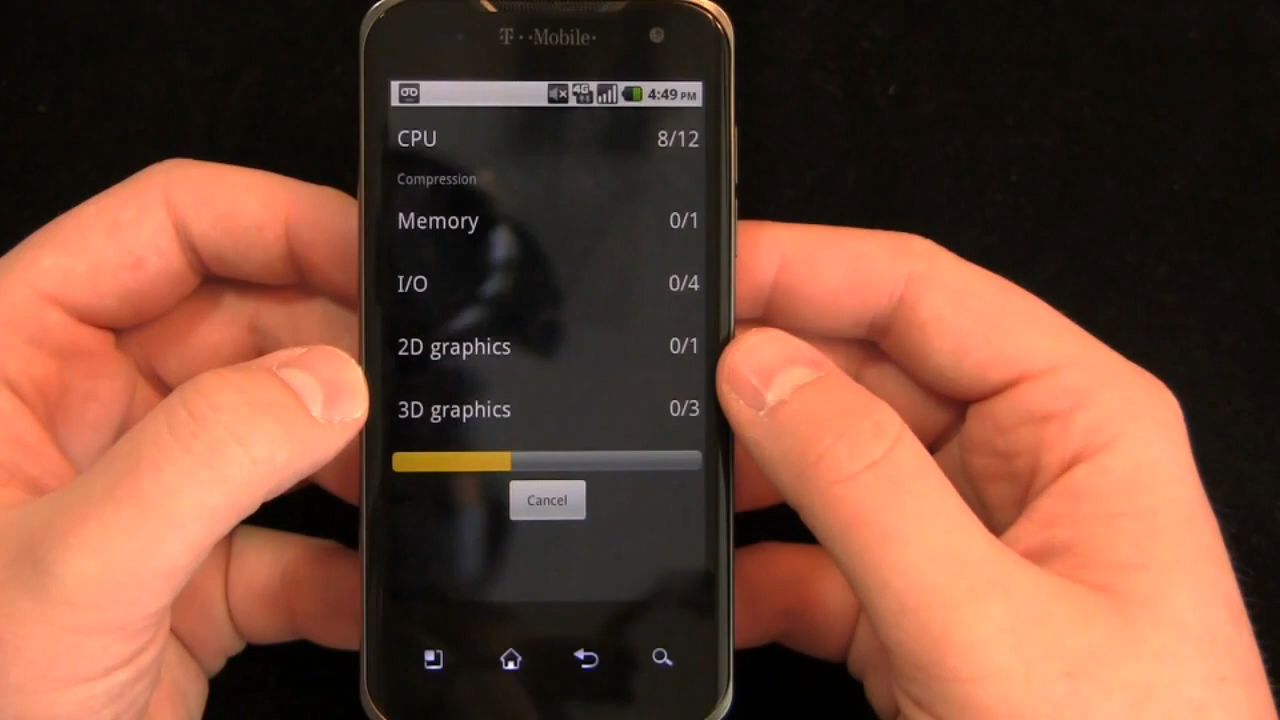 T··Mobile·
4G 4:49 PM
CPU 8/12
Compression
Memory 0/1
I/O 0/4
2D graphics 0/1
3D graphics 0/3
Cancel